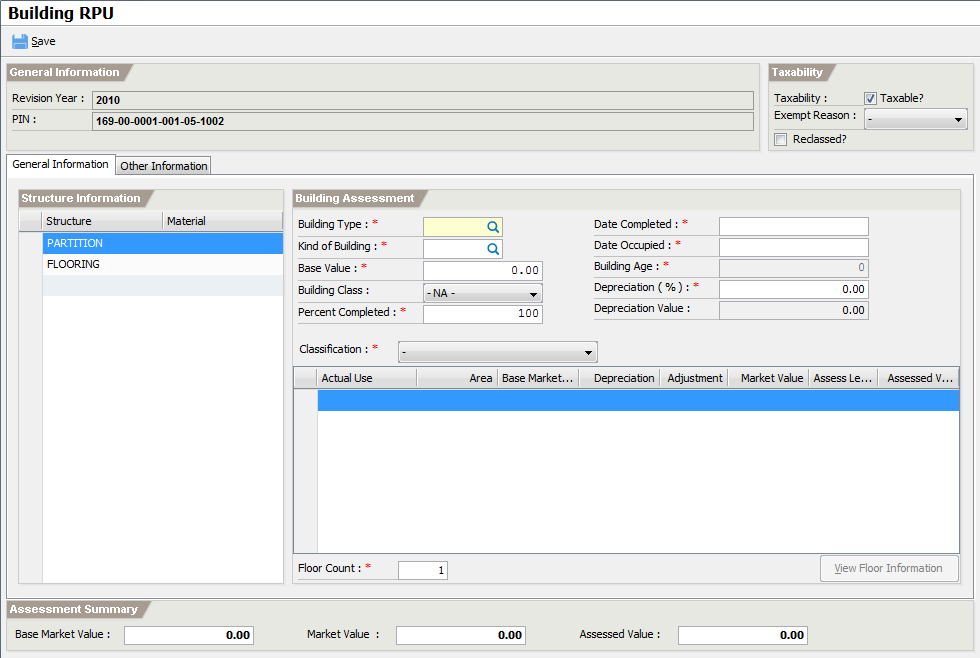 Building RPU
Save
General Information
Revision Year : 2010
PIN : 169-00-0001-001-05-1002
Taxability
Taxability : Taxable?
Exempt Reason : -
Reclassed?
General Information Other Information
Structure Information
Structure Material
PARTITION
FLOORING
Building Assessment
Building Type : *
Kind of Building : *
Base Value : * 0.00
Building Class : - NA -
Percent Completed : * 100
Date Completed : *
Date Occupied : *
Building Age : * 0
Depreciation ( % ) : * 0.00
Depreciation Value : 0.00
Classification : * -
Actual Use Area Base Market... Depreciation Adjustment Market Value Assess Le... Assessed V...
Floor Count : * 1
View Floor Information
Assessment Summary
Base Market Value : 0.00 Market Value : 0.00 Assessed Value : 0.00